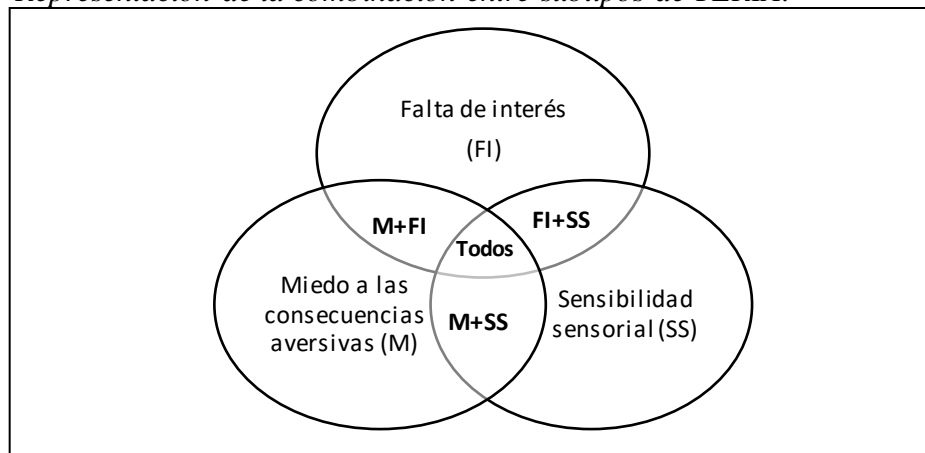 Representación de la combinación entre subtipos de TERIA.
Falta de interés
(FI)
M+FI
FI+SS
Todos
Miedo a las
consecuencias
aversivas (M)
M+SS
Sensibilidad
sensorial (SS)